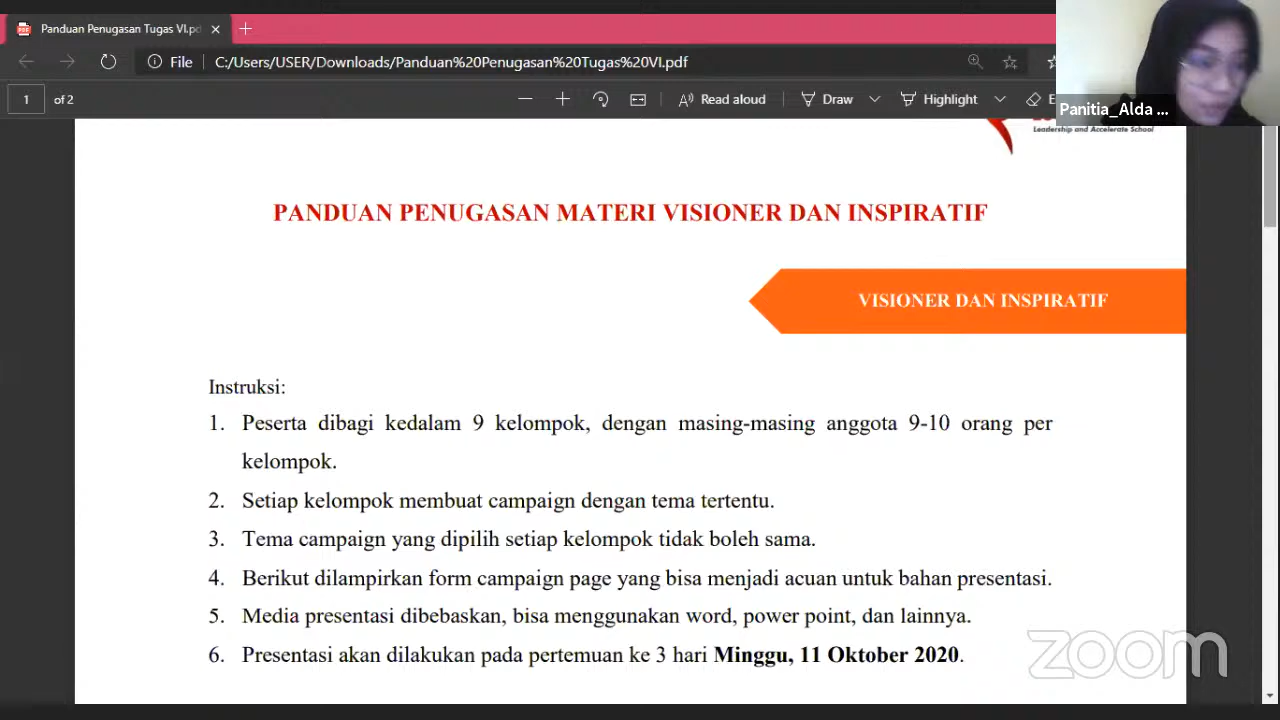 Panduan Penugasan Tugas VI.pd
File C:/Users/USER/Downloads/Panduan%20Penugasan%20Tugas%20VI.pdf
1 of 2 Read aloud Draw Highlight
Panitia_Alda ...
Leadership and Accelerate School
PANDUAN PENUGASAN MATERI VISIONER DAN INSPIRATIF
VISIONER DAN INSPIRATIF
Instruksi:
1. Peserta dibagi kedalam 9 kelompok, dengan masing-masing anggota 9-10 orang per
kelompok.
2. Setiap kelompok membuat campaign dengan tema tertentu.
3. Tema campaign yang dipilih setiap kelompok tidak boleh sama.
4. Berikut dilampirkan form campaign page yang bisa menjadi acuan untuk bahan presentasi.
5. Media presentasi dibebaskan, bisa menggunakan word, power point, dan lainnya.
6. Presentasi akan dilakukan pada pertemuan ke 3 hari Minggu, 11 Oktober 2020.
zoom